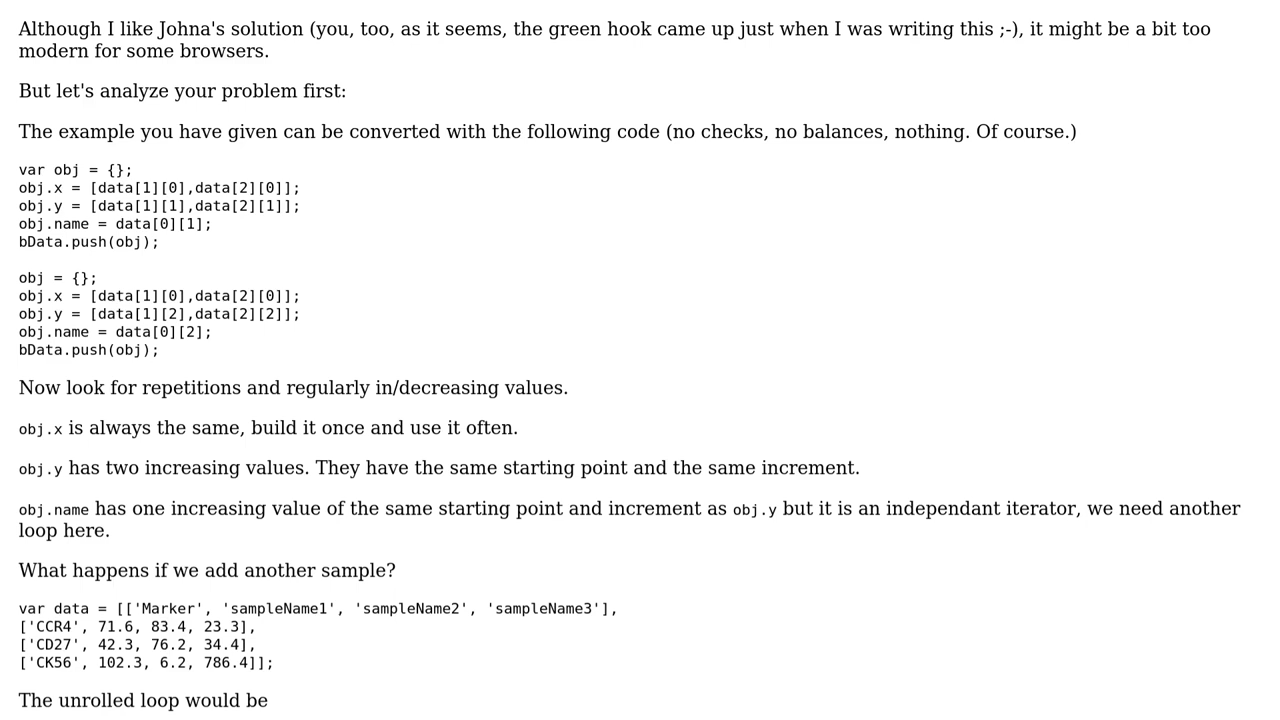 Although I like Johna's solution (you, too, as it seems, the green hook came up just when I was writing this ;-), it might be a bit too
modern for some browsers.
But let's analyze your problem first:
The example you have given can be converted with the following code (no checks, no balances, nothing. Of course.)
var obj = {};
obj.x = [data[1][0],data[2][0]];
obj.y = [data[1][1],data[2][1]];
obj.name = data[0][1];
bData.push(obj);
obj = {};
obj.x = [data[1][0],data[2][0]];
obj.y = [data[1][2],data[2][2]];
obj.name = data[0][2];
bData.push(obj);
Now look for repetitions and regularly in/decreasing values.
obj.x is always the same, build it once and use it often.
obj.y has two increasing values. They have the same starting point and the same increment.
obj.name has one increasing value of the same starting point and increment as obj.y but it is an independant iterator, we need another
loop here.
What happens if we add another sample?
var data = [['Marker', 'sampleName1', 'sampleName2', 'sampleName3'],
['CCR4', 71.6, 83.4, 23.3],
['CD27', 42.3, 76.2, 34.4],
['CK56', 102.3, 6.2, 786.4]];
The unrolled loop would be